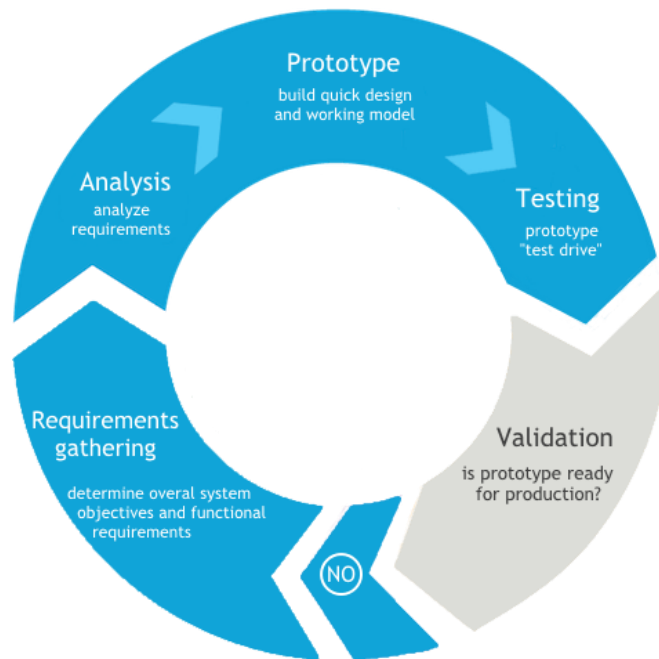 Prototype
build quick design
and working model
Analysis
analyze
requirements
Testing
prototype
"test drive"
Requirements
gathering
determine overal system
objectives and functional
requirements
Validation
is prototype ready
for production?
NO